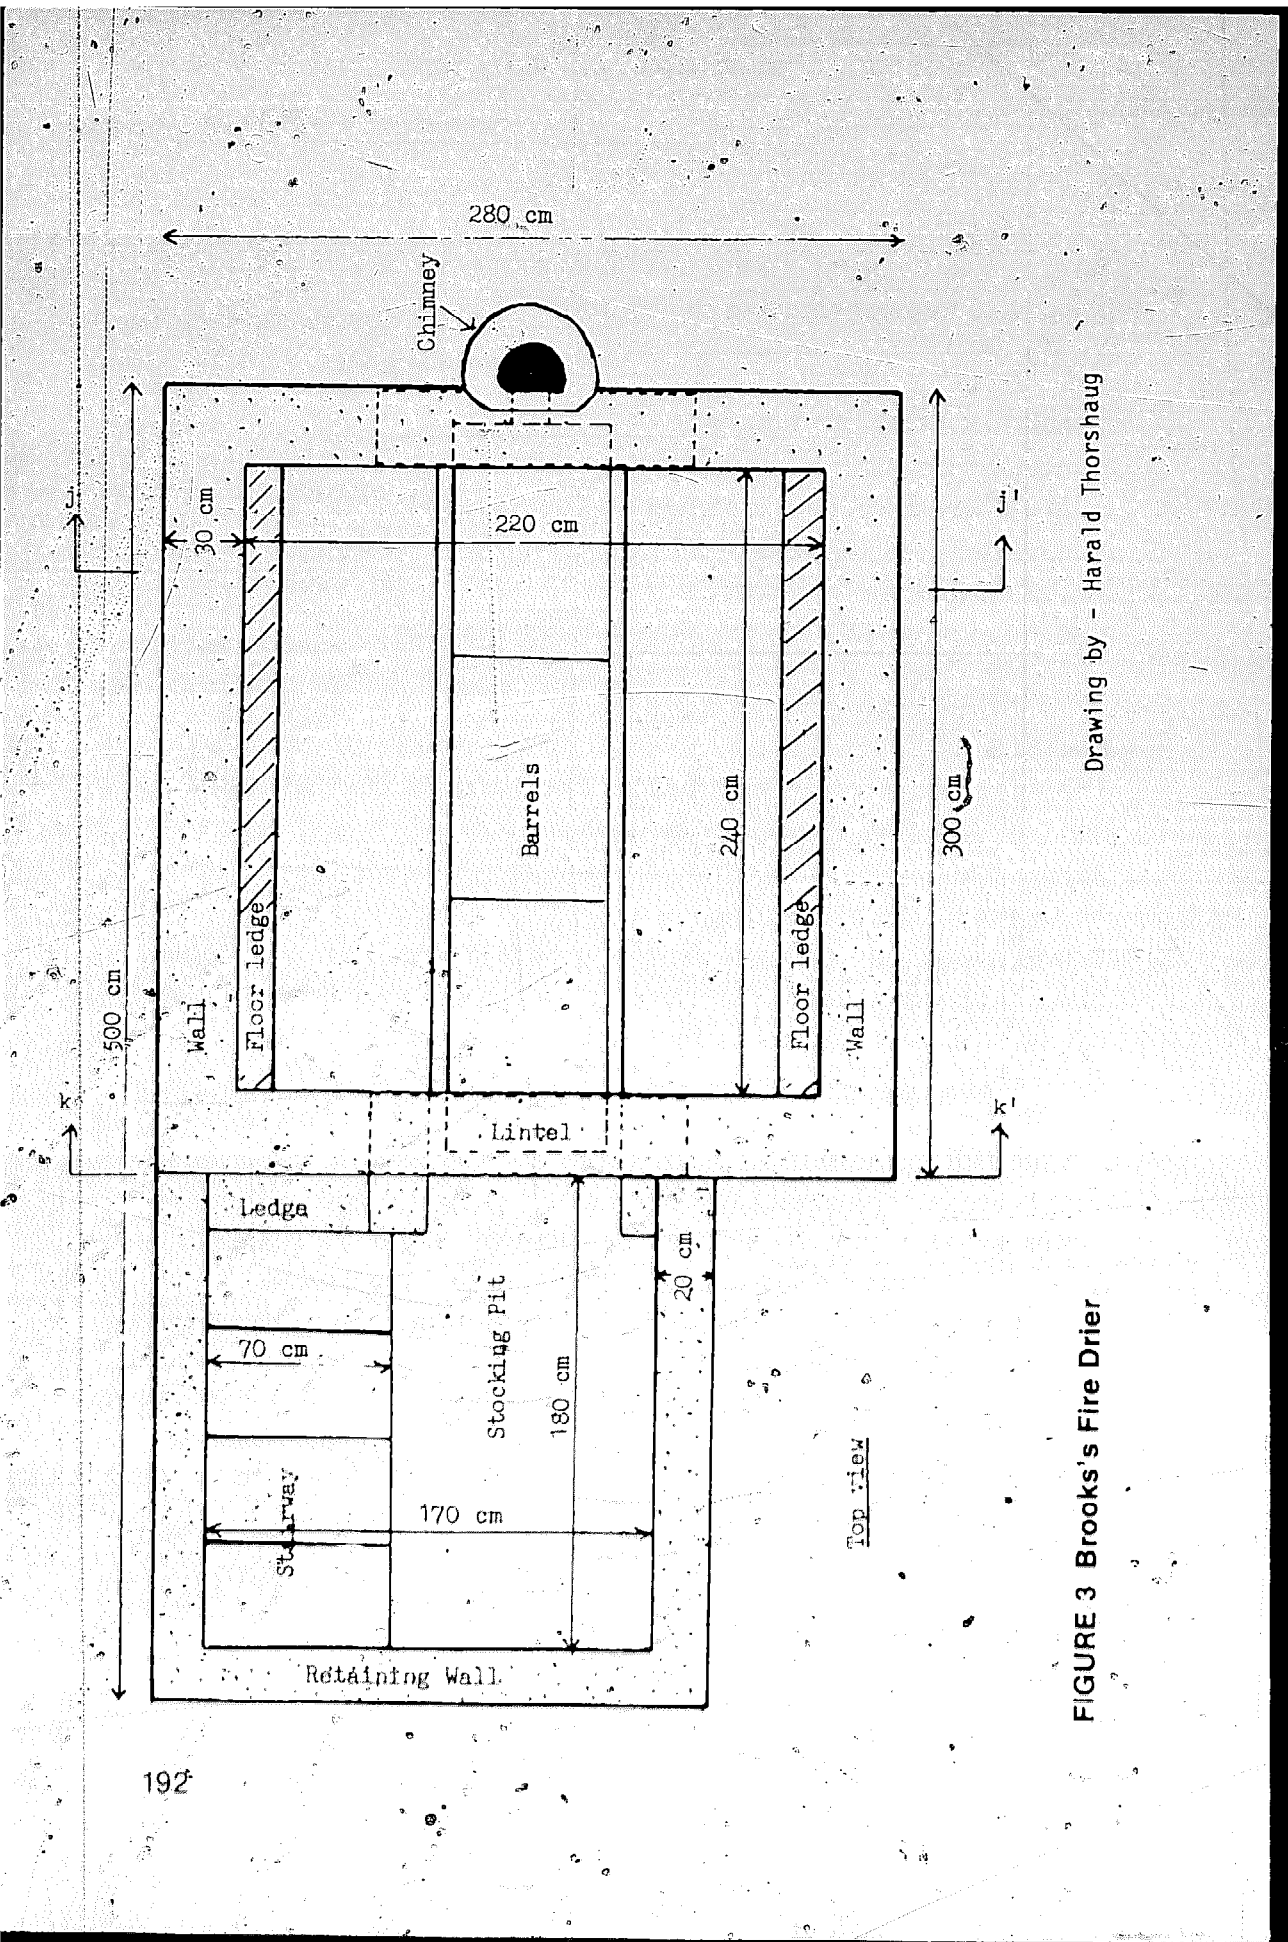 280 cm
Chimney
j
j'
30 cm
220 cm
Drawing by - Harald Thorshaug
Barrels
240 cm
300 cm
500 cm
Wall
Floor ledge
Floor ledge
Wall
k
k'
Lintel
Ledge
20 cm
70 cm
Stocking Pit
180 cm
Stairway
170 cm
Top view
Retaining Wall
FIGURE 3 Brooks's Fire Drier
192